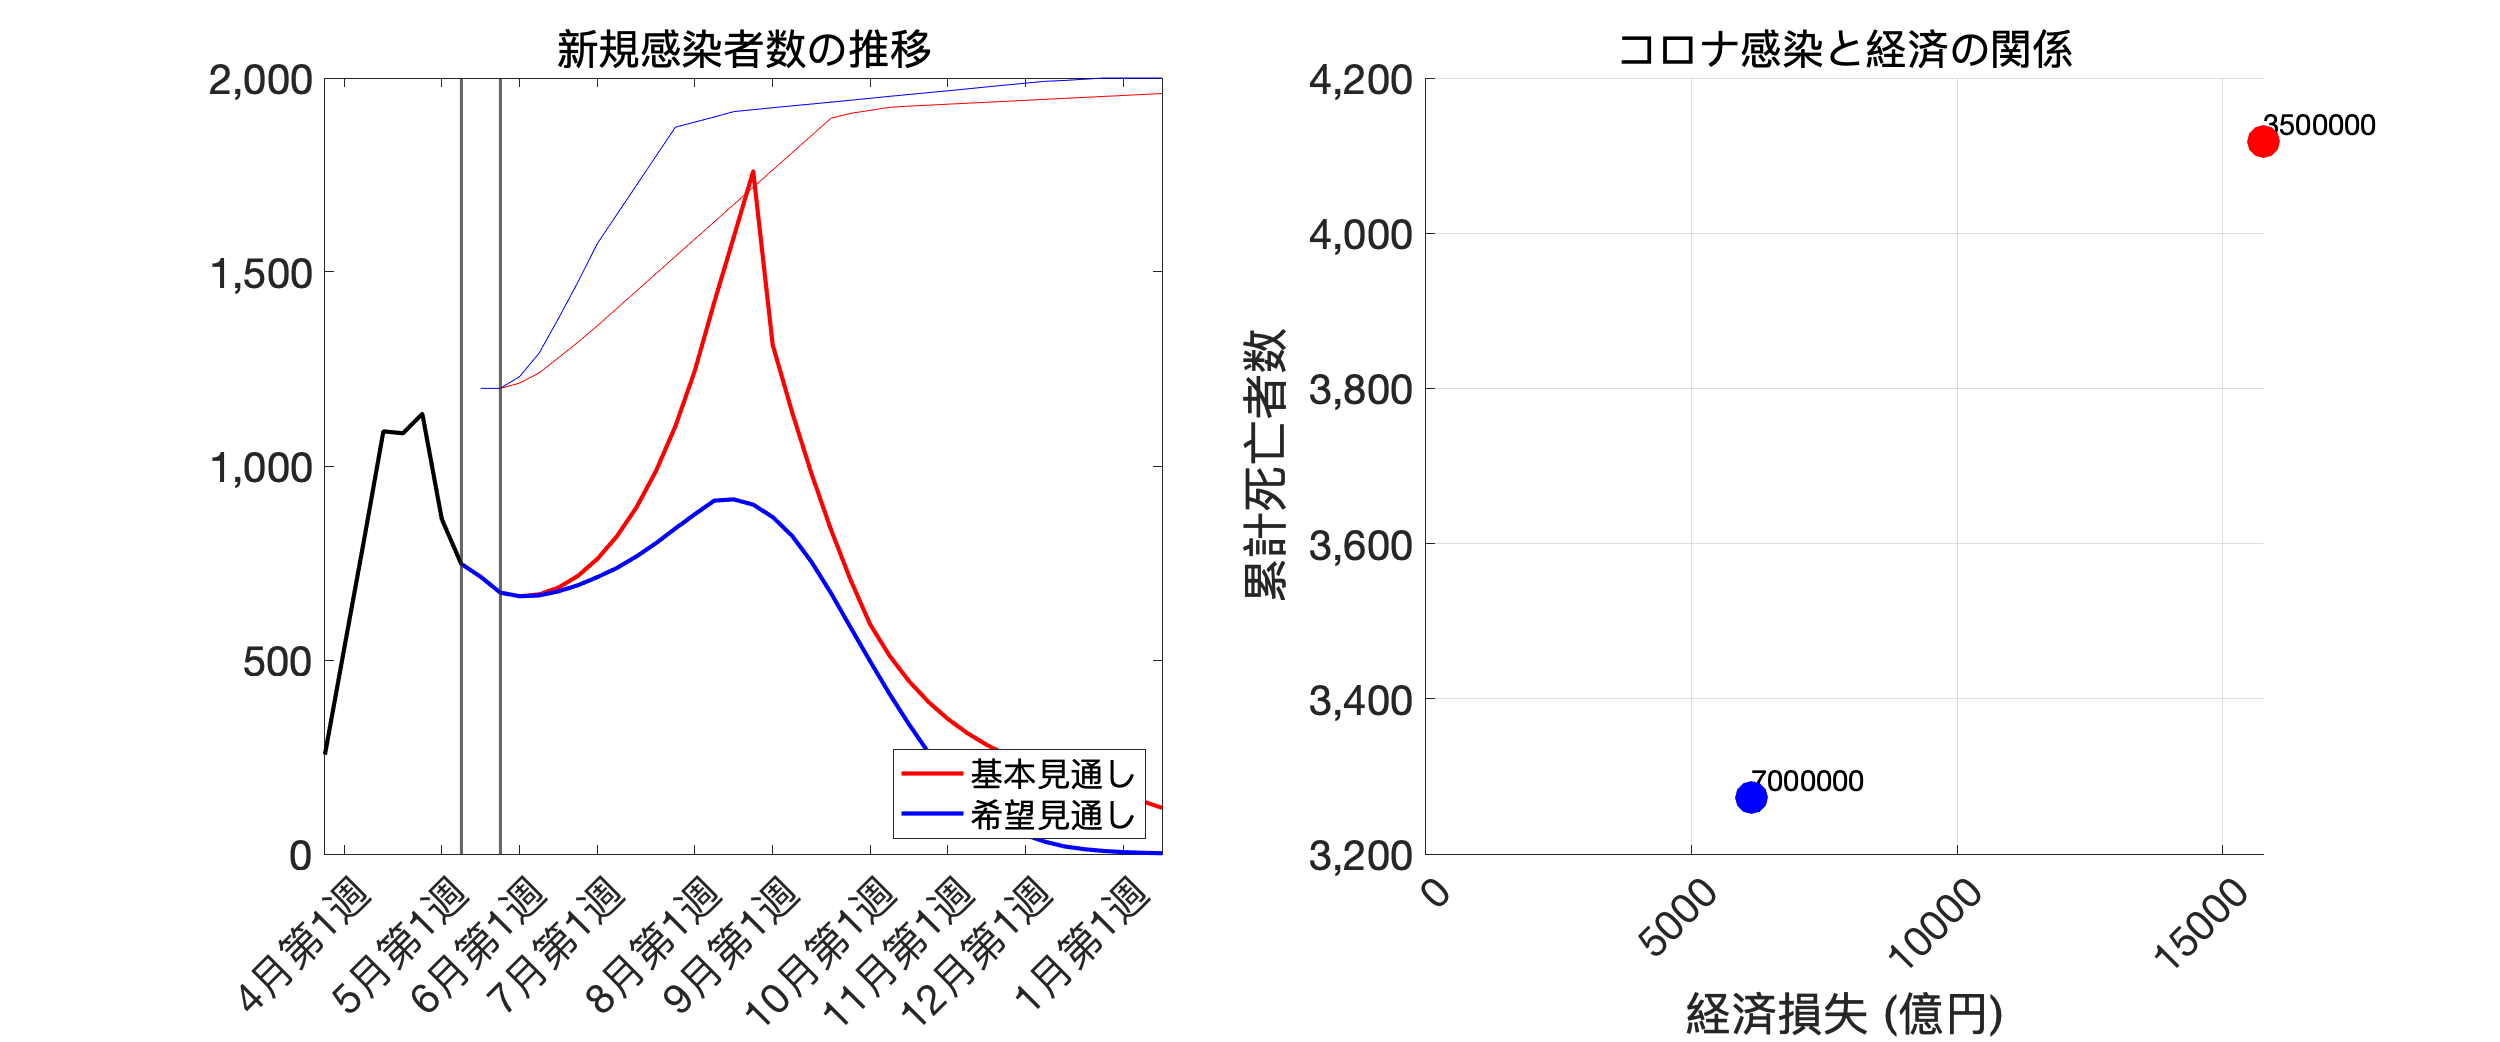 新規感染者数の推移
2,000
1,500
1,000
500
0
4月第1週
5月第1週
6月第1週
7月第1週
8月第1週
9月第1週
10月第1週
11月第1週
12月第1週
1月第1週
基本見通し
希望見通し
コロナ感染と経済の関係
累計死亡者数
4,200
4,000
3,800
3,600
3,400
3,200
3500000
7000000
0
5000
10000
15000
経済損失 (億円)